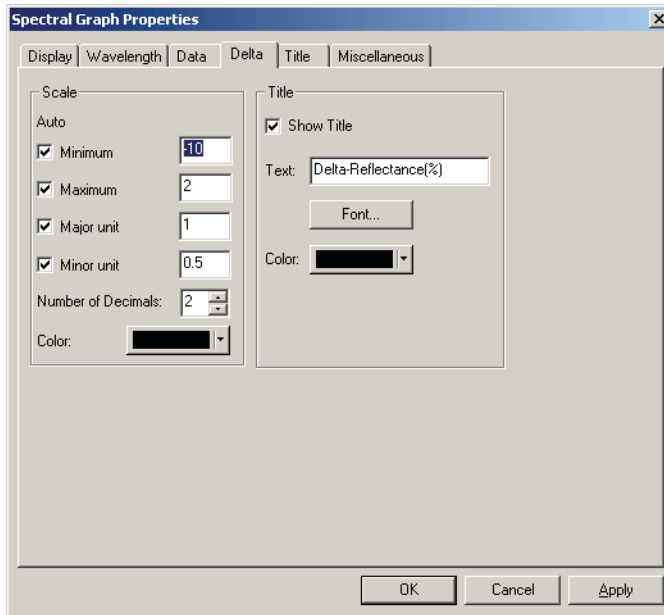 Spectral Graph Properties
Display Wavelength Data Delta Title Miscellaneous
Scale
Auto
Minimum -10
Maximum 2
Major unit 1
Minor unit 0.5
Number of Decimals: 2
Color:
Title
Show Title
Text: Delta-Reflectance(%)
Font...
Color:
OK Cancel Apply